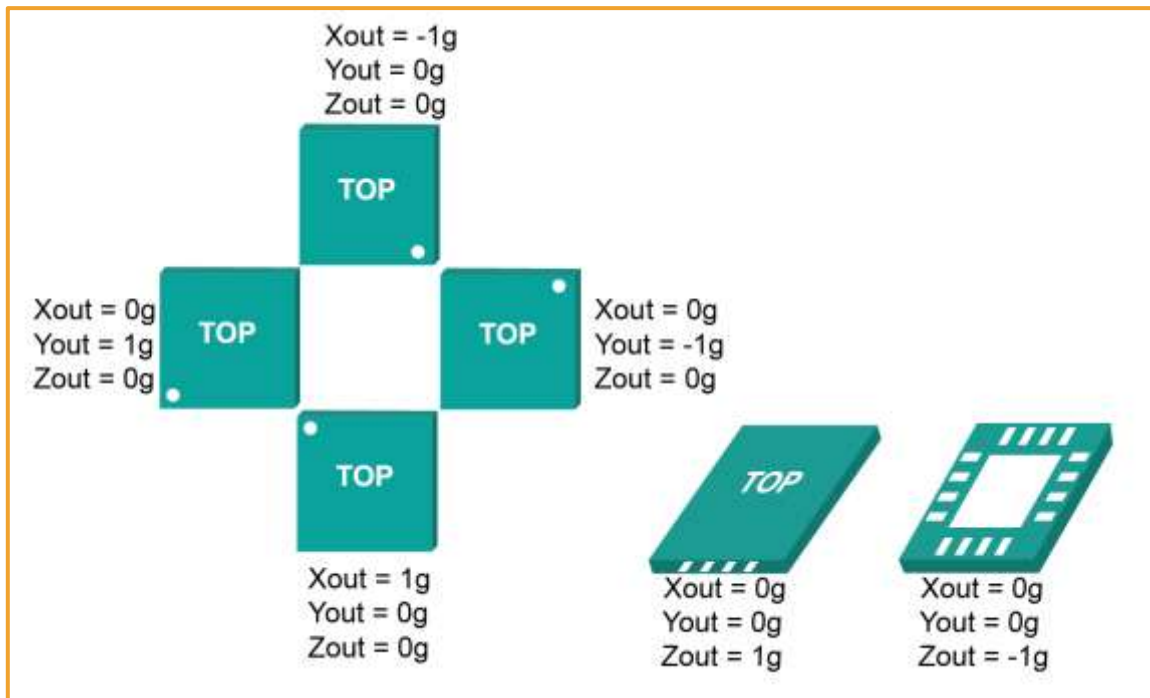 Xout = -1g
Yout = 0g
Zout = 0g
TOP
Xout = 0g
Yout = 1g
Zout = 0g
TOP
TOP
Xout = 0g
Yout = -1g
Zout = 0g
TOP
Xout = 1g
Yout = 0g
Zout = 0g
TOP
Xout = 0g
Yout = 0g
Zout = 1g
Xout = 0g
Yout = 0g
Zout = -1g